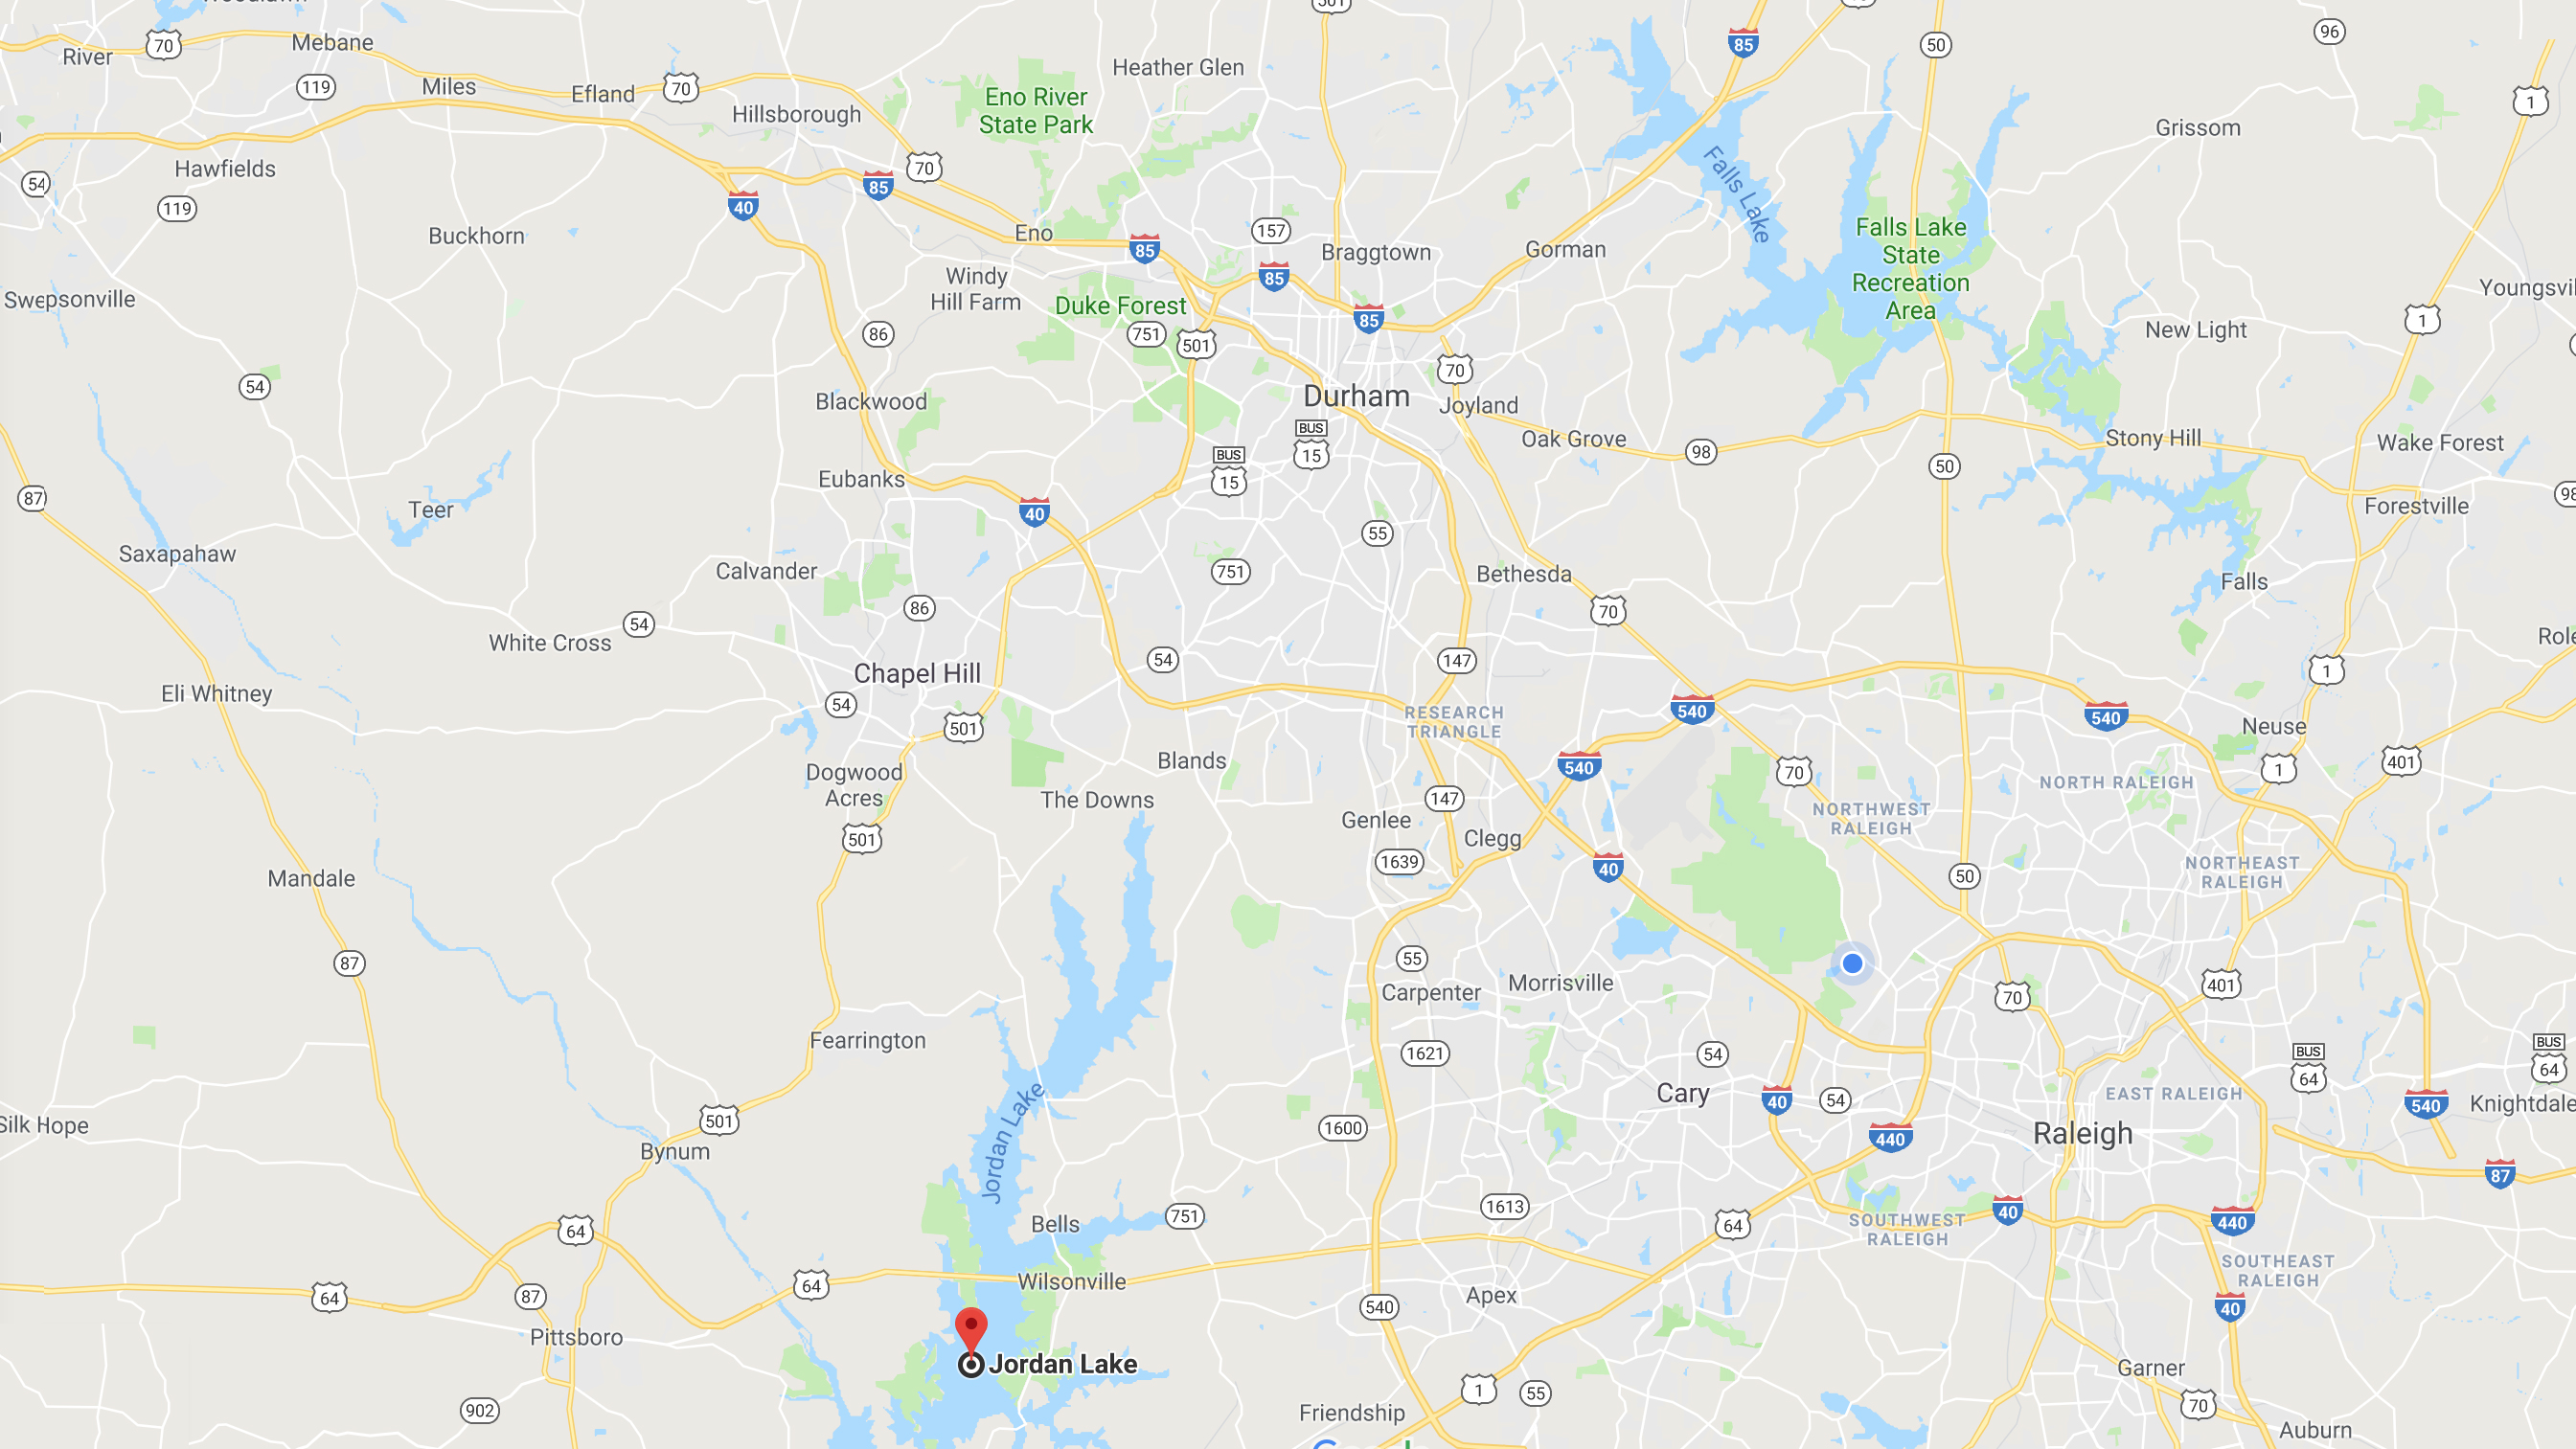 501
River
70
Mebane
119
Miles
Efland
70
Hillsborough
Heather Glen
Eno River
State Park
85
50
96
1
Grissom
Hawfields
54
119
40
85
70
Buckhorn
Eno
85
157
85
Braggtown
Gorman
Falls Lake
Falls Lake
State
Recreation
Area
Swepsonville
Windy
Hill Farm
Duke Forest
751
501
86
85
70
New Light
1
54
Blackwood
Durham
Joyland
BUS
15
BUS
15
Oak Grove
98
50
Stony Hill
Wake Forest
Forestville
87
Teer
Eubanks
40
55
Saxapahaw
Calvander
751
Bethesda
70
Falls
86
54
White Cross
Chapel Hill
54
147
1
Eli Whitney
54
501
RESEARCH
TRIANGLE
540
540
Neuse
Dogwood
Acres
Blands
540
70
1
401
NORTH RALEIGH
The Downs
147
NORTHWEST
RALEIGH
501
Genlee
Clegg
1639
40
50
NORTHEAST
RALEIGH
Mandale
87
55
Carpenter
Morrisville
70
401
Fearrington
1621
54
BUS
64
BUS
64
Jordan Lake
Cary
40
54
EAST RALEIGH
540
Knightdale
Silk Hope
501
1600
440
Raleigh
Bynum
87
64
Bells
751
1613
64
SOUTHWEST
RALEIGH
40
440
64
87
64
Wilsonville
540
Apex
SOUTHEAST
RALEIGH
40
Pittsboro
Jordan Lake
Garner
902
Friendship
1
55
70
Auburn